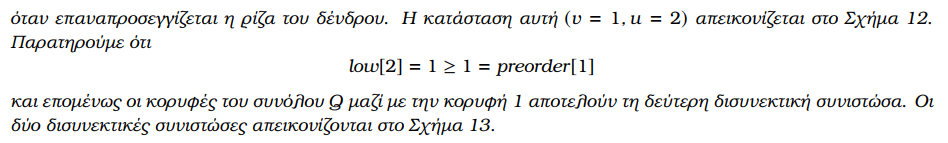 όταν επαναπροσεγγίζεται η ρίζα του δένδρου. Η κατάσταση αυτή (v = 1, u = 2) απεικονίζεται στο Σχήμα 12.
Παρατηρούμε ότι
low[2] = 1 ≥ 1 = preorder[1]
και επομένως οι κορυφές του συνόλου Q μαζί με την κορυφή 1 αποτελούν τη δεύτερη δισυνεκτική συνιστώσα. Οι
δύο δισυνεκτικές συνιστώσες απεικονίζονται στο Σχήμα 13.